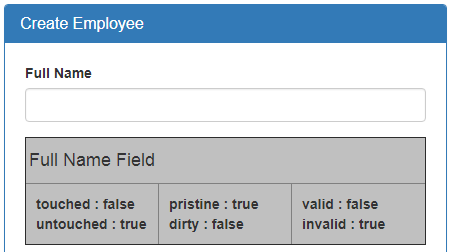 Create Employee
Full Name
Full Name Field
touched : false
untouched : true
pristine : true
dirty : false
valid : false
invalid : true